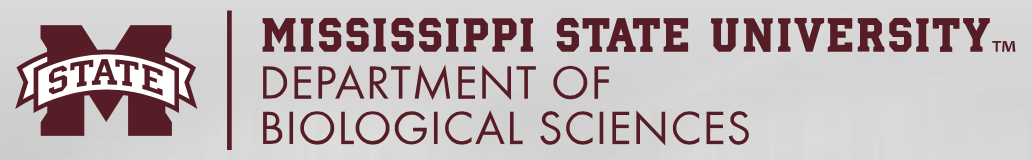 STATE
MISSISSIPPI STATE UNIVERSITY™
DEPARTMENT OF
BIOLOGICAL SCIENCES